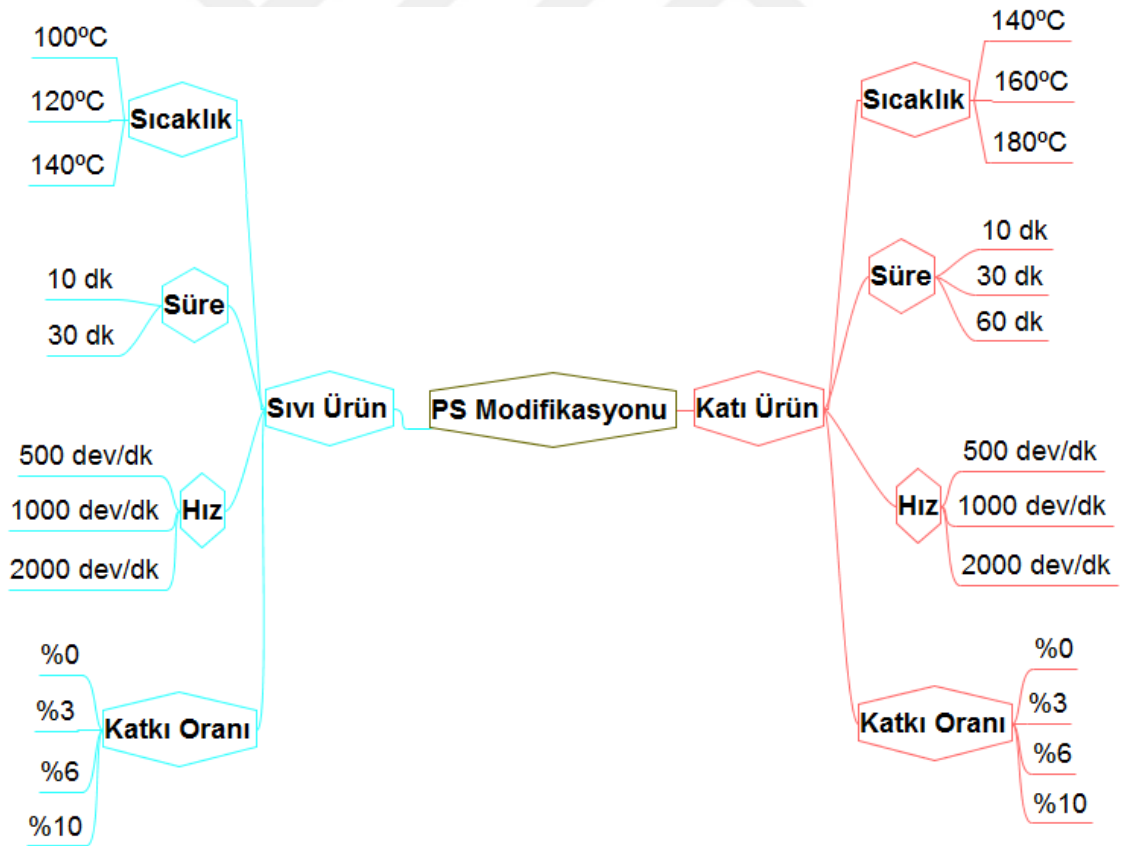 PS Modifikasyonu
Sıvı Ürün
Sıcaklık
100ºC
120ºC
140ºC
Süre
10 dk
30 dk
Hız
500 dev/dk
1000 dev/dk
2000 dev/dk
Katkı Oranı
%0
%3
%6
%10
Katı Ürün
Sıcaklık
140ºC
160ºC
180ºC
Süre
10 dk
30 dk
60 dk
Hız
500 dev/dk
1000 dev/dk
2000 dev/dk
Katkı Oranı
%0
%3
%6
%10